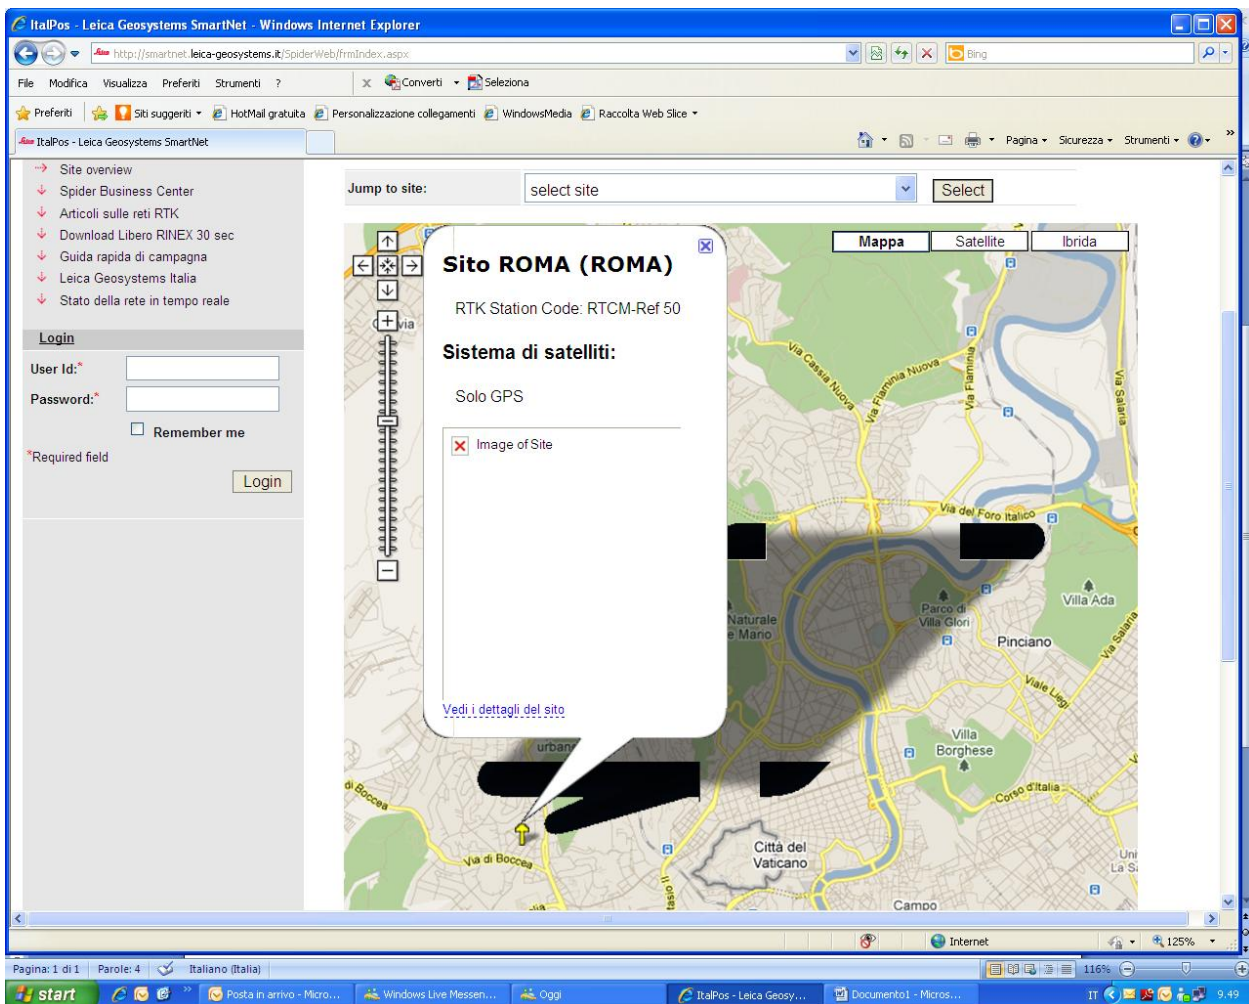 ItalPos - Leica Geosystems SmartNet - Windows Internet Explorer
http://smartnet.leica-geosystems.it/SpiderWeb/frmIndex.aspx
Bing
File Modifica Visualizza Preferiti Strumenti ?
x Converti Seleziona
Preferiti Siti suggeriti HotMail gratuita Personalizzazione collegamenti WindowsMedia Raccolta Web Slice
ItalPos - Leica Geosystems SmartNet
Pagina Sicurezza Strumenti
Site overview
Spider Business Center
Articoli sulle reti RTK
Download Libero RINEX 30 sec
Guida rapida di campagna
Leica Geosystems Italia
Stato della rete in tempo reale
Login
User Id:*
Password:*
Remember me
*Required field
Login
Jump to site:
select site
Select
Mappa
Satellite
Ibrida
Sito ROMA (ROMA)
RTK Station Code: RTCM-Ref 50
Sistema di satelliti:
Solo GPS
Image of Site
Vedi i dettagli del sito
Via Cassia Nuova
Via Flaminia Nuova
Via Flaminia
Via Salaria
Via del Foro Italico
Villa Ada
Parco di
Villa Glori
Naturale
Pinciano
Via Salaria
Viale Liegi
Villa
Borghese
Corso d'Italia
di Boccea
Via di Boccea
Città del
Vaticano
Campo
Internet
125%
Pagina: 1 di 1 Parole: 4 Italiano (Italia)
116%
start
Posta in arrivo - Micro...
Windows Live Messen...
Oggi
ItalPos - Leica Geosy...
Documento1 - Micros...
IT
9.49